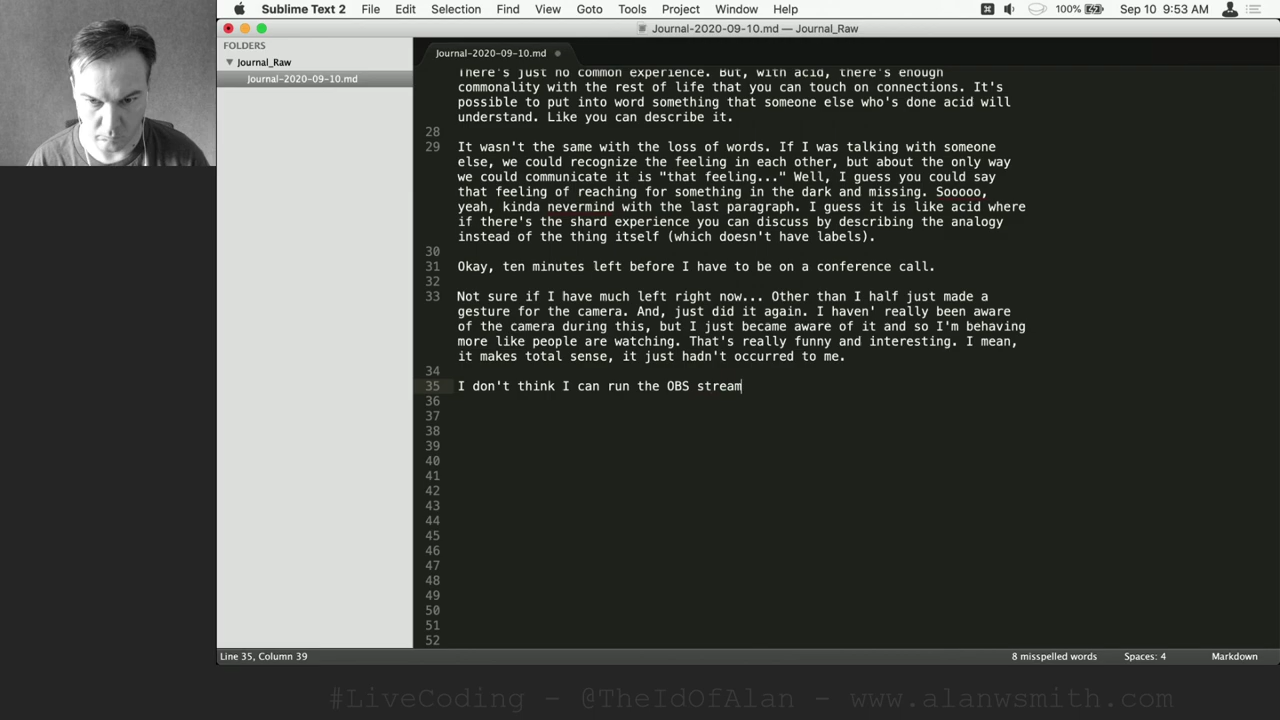 Sublime Text 2 File Edit Selection Find View Goto Tools Project Window Help 100% Sep 10 9:53 AM
Journal-2020-09-10.md — Journal_Raw
FOLDERS
Journal_Raw
Journal-2020-09-10.md
Journal-2020-09-10.md
There's just no common experience. But, with acid, there's enough
commonality with the rest of life that you can touch on connections. It's
possible to put into word something that someone else who's done acid will
understand. Like you can describe it.
28
29 It wasn't the same with the loss of words. If I was talking with someone
else, we could recognize the feeling in each other, but about the only way
we could communicate it is "that feeling..." Well, I guess you could say
that feeling of reaching for something in the dark and missing. Sooooo,
yeah, kinda nevermind with the last paragraph. I guess it is like acid where
if there's the shard experience you can discuss by describing the analogy
instead of the thing itself (which doesn't have labels).
30
31 Okay, ten minutes left before I have to be on a conference call.
32
33 Not sure if I have much left right now... Other than I half just made a
gesture for the camera. And, just did it again. I haven' really been aware
of the camera during this, but I just became aware of it and so I'm behaving
more like people are watching. That's really funny and interesting. I mean,
it makes total sense, it just hadn't occurred to me.
34
35 I don't think I can run the OBS stream
36
37
38
39
40
41
42
43
44
45
46
47
48
49
50
51
52
Line 35, Column 39 8 misspelled words Spaces: 4 Markdown
#LiveCoding - @TheIdOfAlan - www.alanwsmith.com